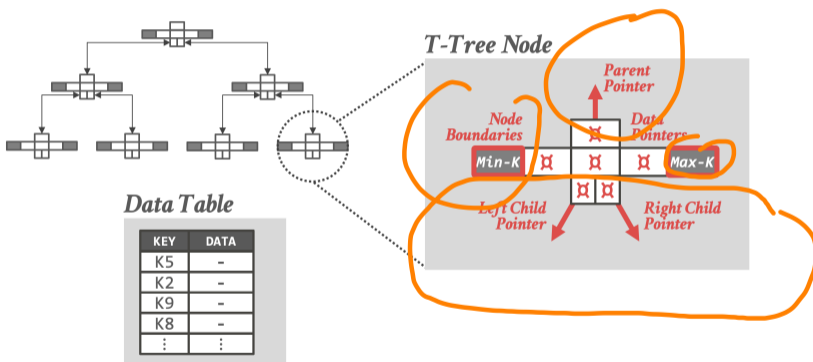 T-Tree Node
Parent
Pointer
Node
Boundaries
Data
Pointers
Min-K
¤
¤
¤
¤
Max-K
¤
¤
Left Child
Pointer
Right Child
Pointer
Data Table
KEY DATA
K5 -
K2 -
K9 -
K8 -
⋮ ⋮